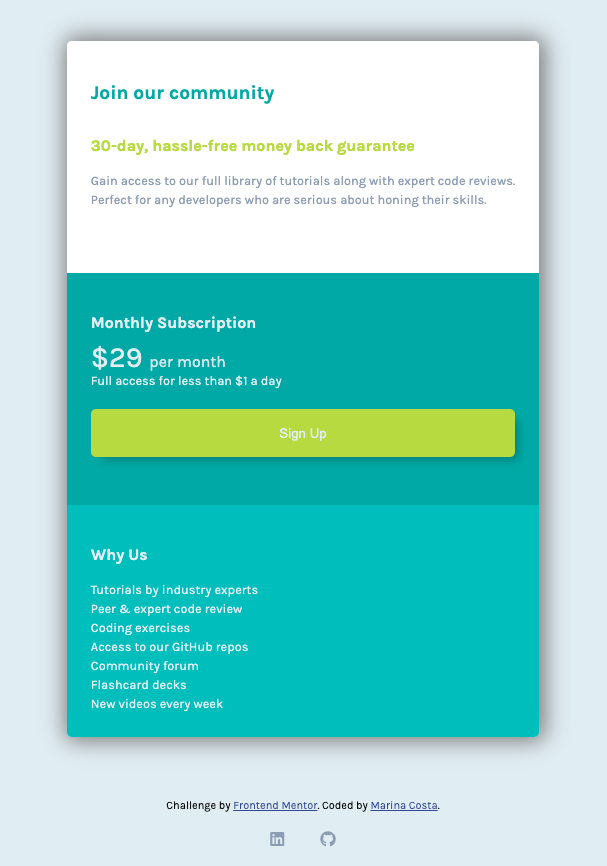 Join our community
30-day, hassle-free money back guarantee
Gain access to our full library of tutorials along with expert code reviews.
Perfect for any developers who are serious about honing their skills.
Monthly Subscription
$29 per month
Full access for less than $1 a day
Sign Up
Why Us
Tutorials by industry experts
Peer & expert code review
Coding exercises
Access to our GitHub repos
Community forum
Flashcard decks
New videos every week
Challenge by Frontend Mentor. Coded by Marina Costa.